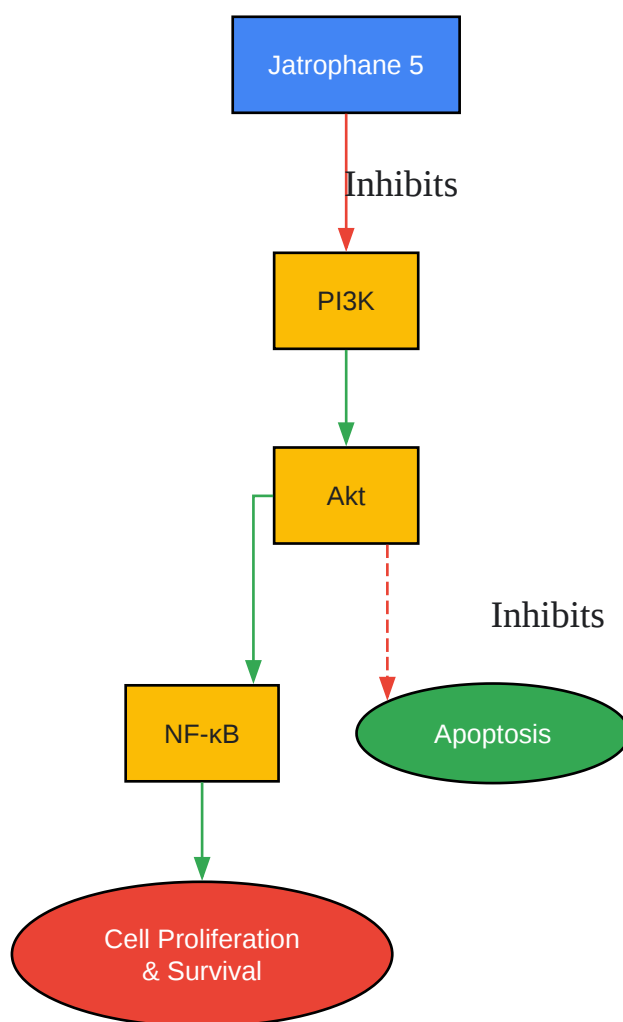 Jatrophane 5
Inhibits
PI3K
Akt
Inhibits
NF-κB
Apoptosis
Cell Proliferation
& Survival